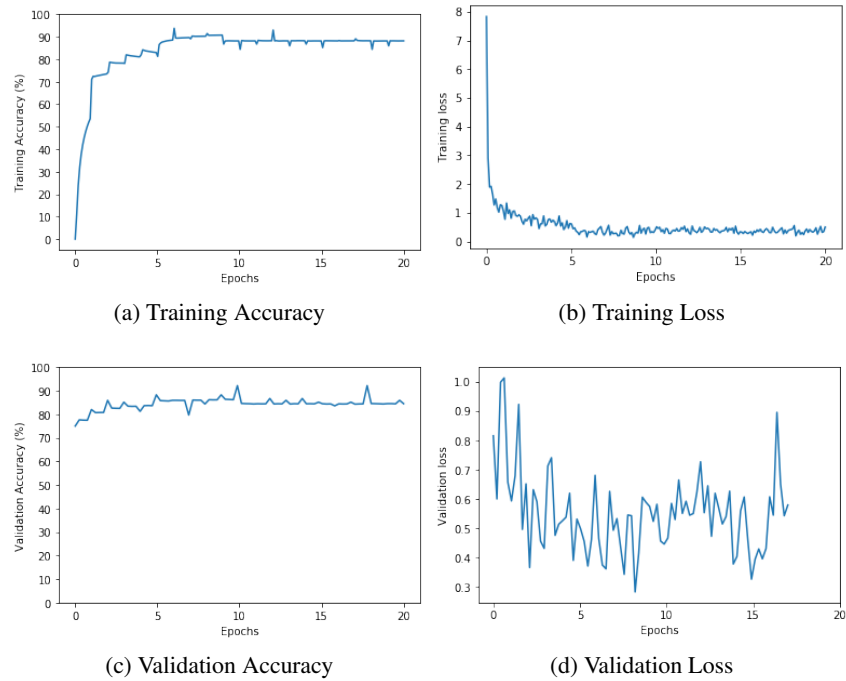 100
90
80
70
60
50
40
30
20
10
0
Training Accuracy (%)
0 5 10 15 20
Epochs
(a) Training Accuracy
8
7
6
5
4
3
2
1
0
Training loss
0 5 10 15 20
Epochs
(b) Training Loss
100
90
80
70
60
50
40
30
20
10
0
Validation Accuracy (%)
0 5 10 15 20
Epochs
(c) Validation Accuracy
1.0
0.9
0.8
0.7
0.6
0.5
0.4
0.3
Validation loss
0 5 10 15 20
Epochs
(d) Validation Loss